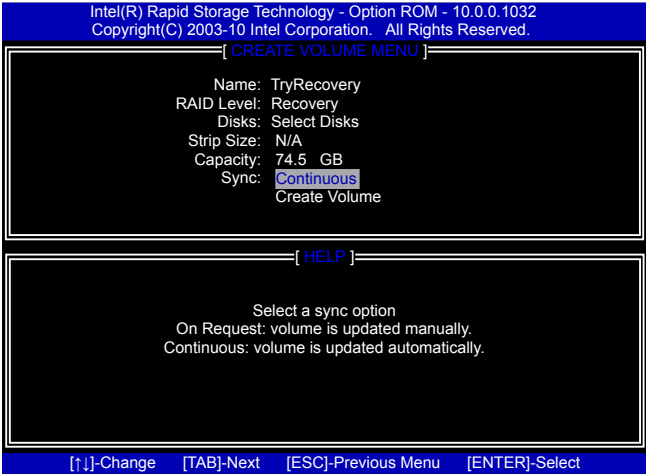 Intel(R) Rapid Storage Technology - Option ROM - 10.0.0.1032
Copyright(C) 2003-10 Intel Corporation.   All Rights Reserved.
[ CREATE VOLUME MENU ]
Name: TryRecovery
RAID Level: Recovery
Disks: Select Disks
Strip Size: N/A
Capacity: 74.5 GB
Sync: Continuous
Create Volume
[ HELP ]
Select a sync option
On Request: volume is updated manually.
Continuous: volume is updated automatically.
[↑↓]-Change [TAB]-Next [ESC]-Previous Menu [ENTER]-Select